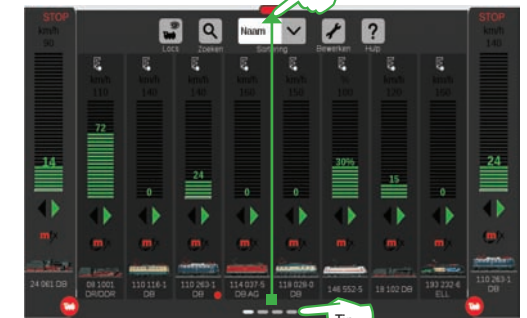 STOP
km/h
90
14
m
24 061 DB
Locs
Zoeken
Naam
Sortering
Bewerken
?
Hulp
km/h km/h km/h km/h km/h % km/h km/h
110 140 140 160 150 100 120 160
72 0 24 0 0 30% 15 0
m m m m m m m m
08 1001 DR/DDR
110 116-1 DB
110 263-1 DB
114 037-5 DB AG
119 028-0 DB
146 552-5
18 102 DB
193 232-6 ELL
STOP
km/h
140
24
m
110 263-1
DB